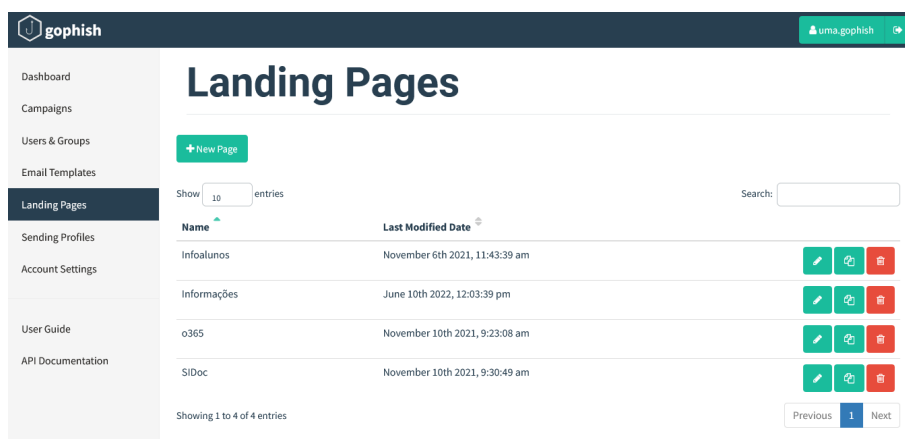 gophish
uma.gophish
Dashboard
Campaigns
Users & Groups
Email Templates
Landing Pages
Sending Profiles
Account Settings
User Guide
API Documentation
Landing Pages
New Page
Show 10 entries
Search:
Name Last Modified Date
Infoalunos November 6th 2021, 11:43:39 am
Informações June 10th 2022, 12:03:39 pm
o365 November 10th 2021, 9:23:08 am
SIDoc November 10th 2021, 9:30:49 am
Showing 1 to 4 of 4 entries
Previous 1 Next